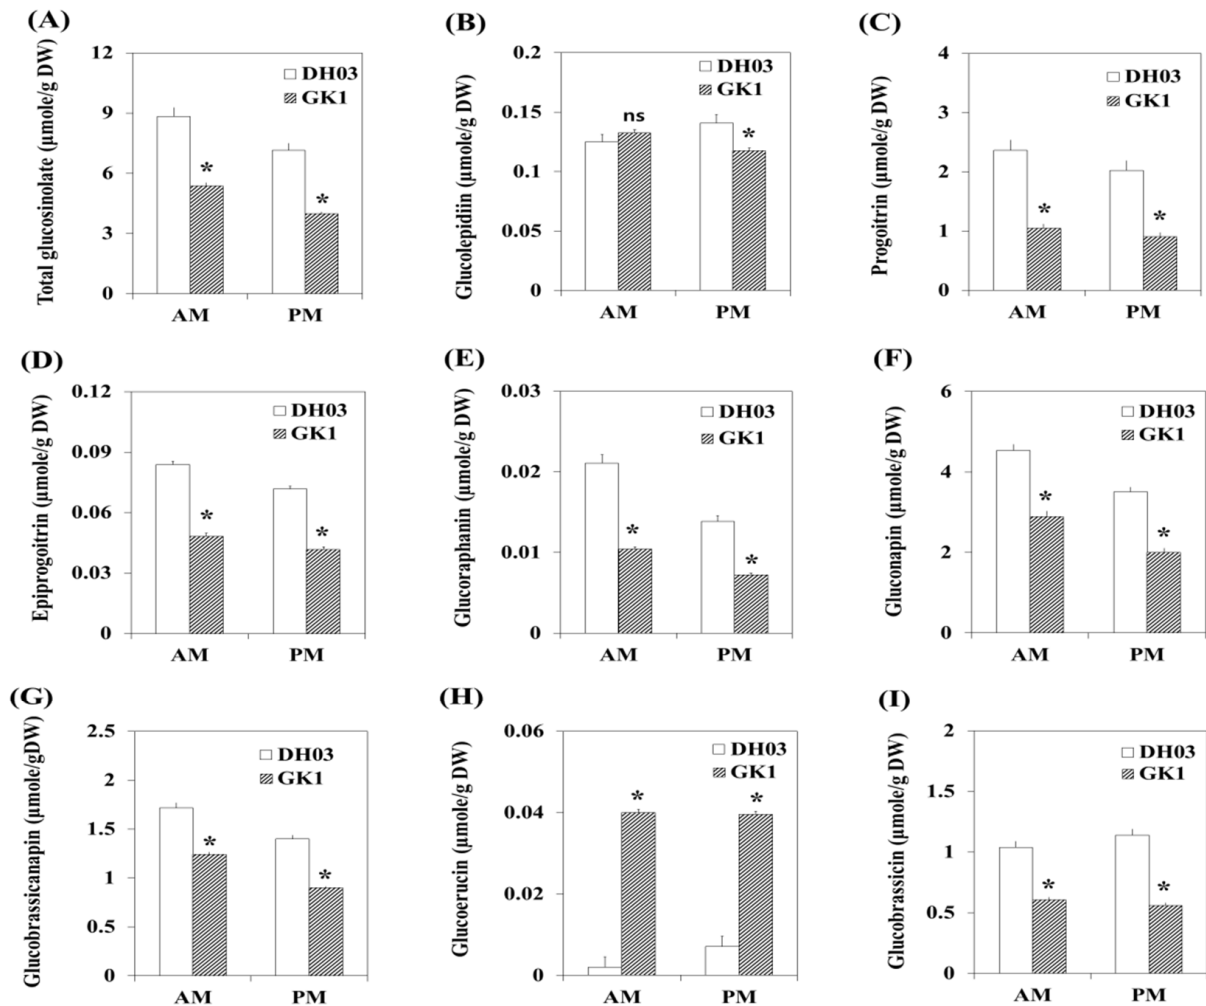 (A)
Total glucosinolate (µmole/g DW)
12
9
6
3
0
DH03
GK1
*
*
AM PM
(B)
Glucolepidiin (µmole/g DW)
0.2
0.15
0.1
0.05
0
DH03
GK1
ns
*
AM PM
(C)
Progoitrin (µmole/g DW)
4
3
2
1
0
DH03
GK1
*
*
AM PM
(D)
Epiprogoitrin (µmole/g DW)
0.12
0.09
0.06
0.03
0
DH03
GK1
*
*
AM PM
(E)
Glucoraphanin (µmole/g DW)
0.03
0.02
0.01
0
DH03
GK1
*
*
AM PM
(F)
Gluconapin (µmole/g DW)
6
4
2
0
DH03
GK1
*
*
AM PM
(G)
Glucobrassicanapin (µmole/gDW)
2.5
2
1.5
1
0.5
0
DH03
GK1
*
*
AM PM
(H)
Glucoerucin (µmole/g DW)
0.06
0.04
0.02
0
DH03
GK1
*
*
AM PM
(I)
Glucobrassicin (µmole/g DW)
2
1.5
1
0.5
0
DH03
GK1
*
*
AM PM